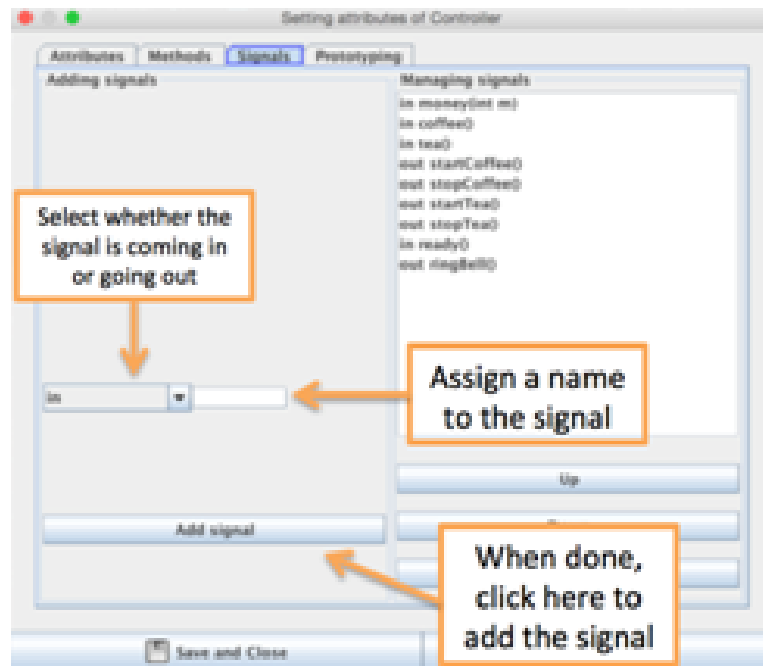 Setting attributes of Controller
Attributes Methods Signals Prototyping
Adding signals
Managing signals
in money(int m)
in coffee()
in tea()
out startCoffee()
out stopCoffee()
out startTea()
out stopTea()
in ready()
out ringBell()
Select whether the
signal is coming in
or going out
in
Assign a name
to the signal
Up
Add signal
When done,
click here to
add the signal
Save and Close